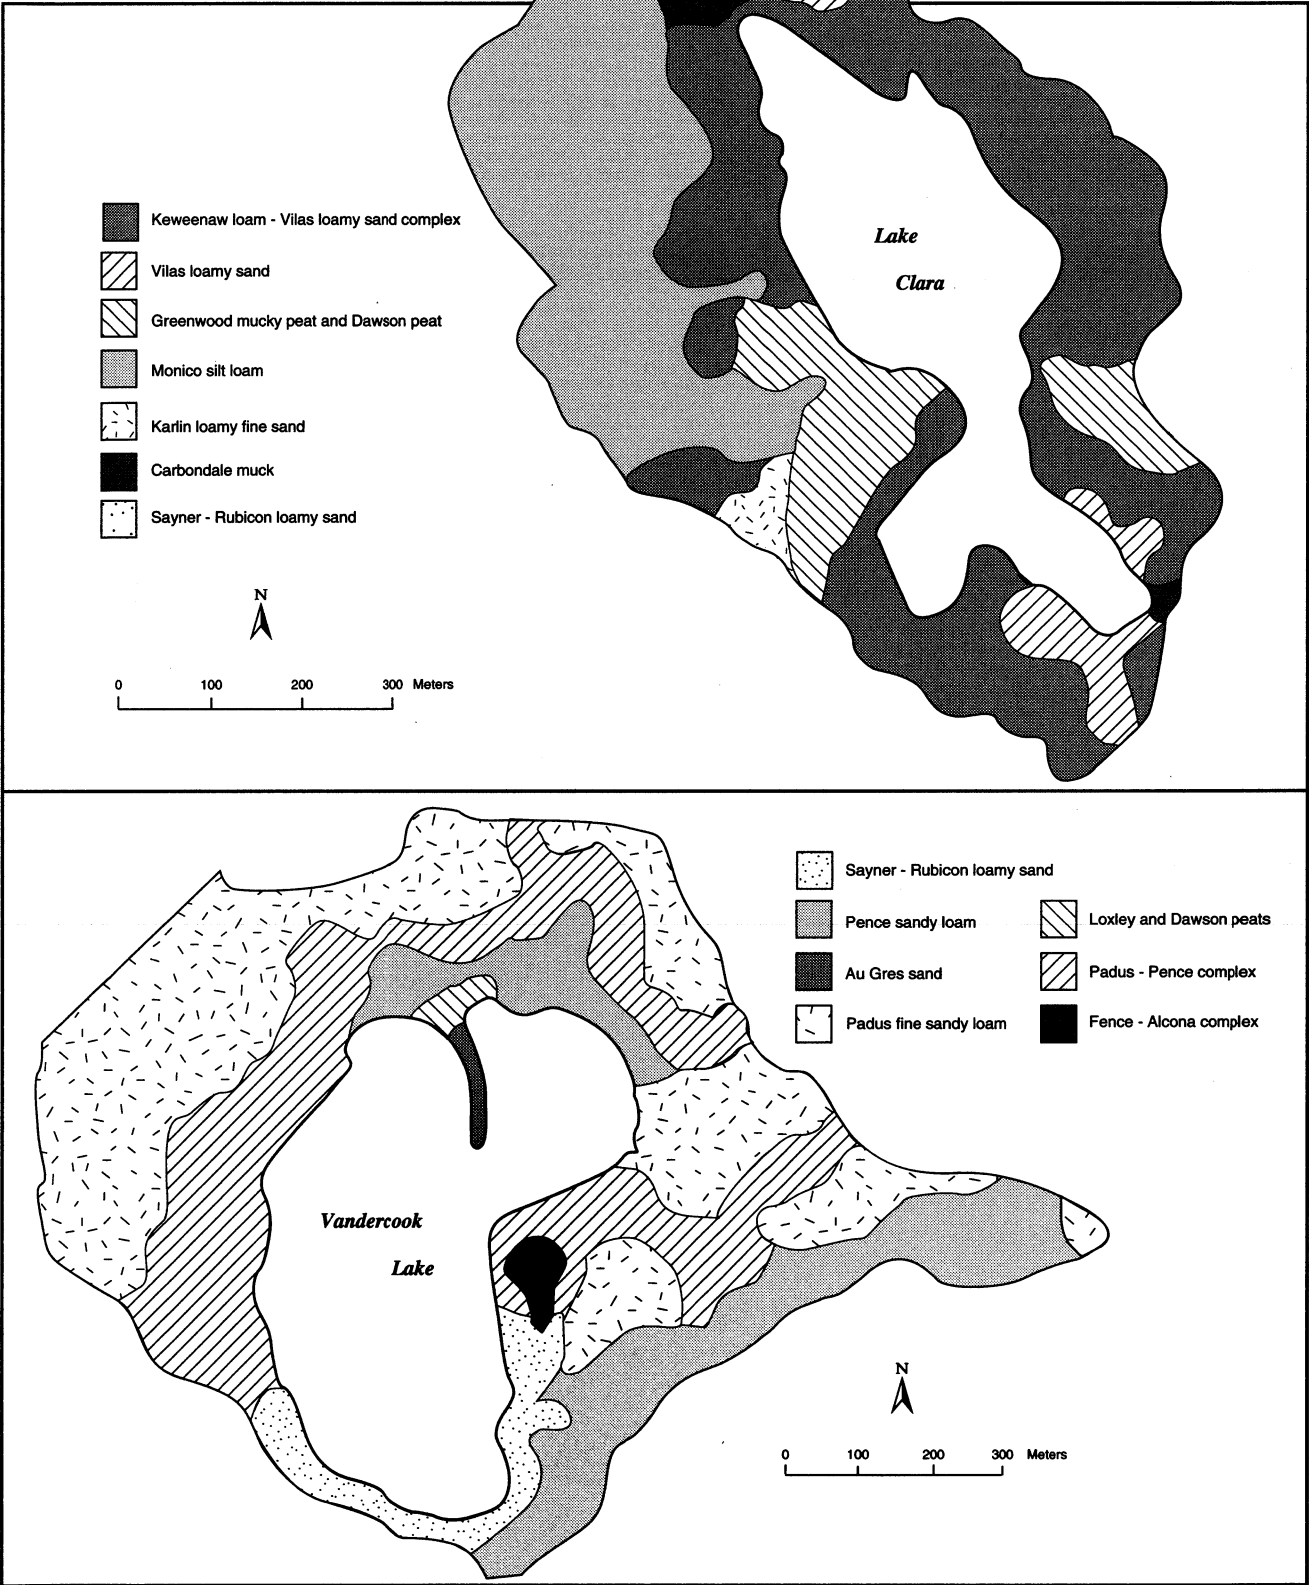 Lake
Clara
Keweenaw loam - Vilas loamy sand complex
Vilas loamy sand
Greenwood mucky peat and Dawson peat
Monico silt loam
Karlin loamy fine sand
Carbondale muck
Sayner - Rubicon loamy sand
N
0 100 200 300 Meters
Sayner - Rubicon loamy sand
Pence sandy loam
Au Gres sand
Padus fine sandy loam
Loxley and Dawson peats
Padus - Pence complex
Fence - Alcona complex
Vandercook
Lake
N
0 100 200 300 Meters